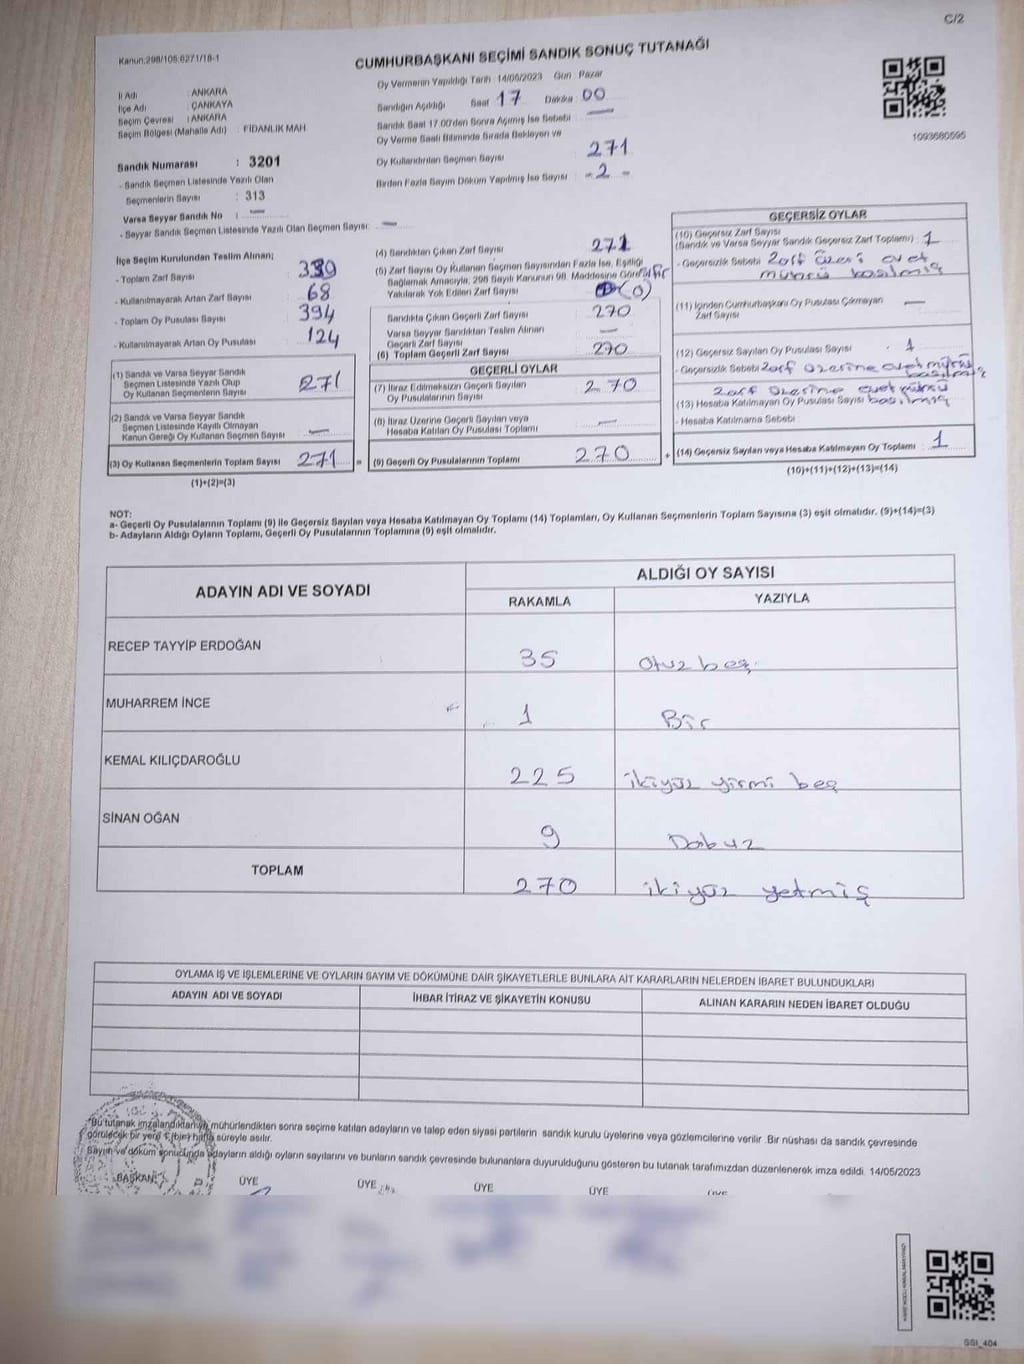 C/2
Kanun:298/105;6271/18-1
CUMHURBAŞKANI SEÇİMİ SANDIK SONUÇ TUTANAĞI
1093680595
İl Adı : ANKARA
İlçe Adı : ÇANKAYA
Seçim Çevresi : ANKARA
Seçim Bölgesi (Mahalle Adı) : FİDANLIK MAH.
Sandık Numarası : 3201
- Sandık Seçmen Listesinde Yazılı Olan
Seçmenlerin Sayısı : 313
Varsa Seyyar Sandık No : —
- Seyyar Sandık Seçmen Listesinde Yazılı Olan Seçmen Sayısı: —
Oy Vermenin Yapıldığı Tarih : 14/05/2023 Gün : Pazar
Sandığın Açıldığı Saat 17 Dakika 00
Sandık Saat 17.00'den Sonra Açılmış İse Sebebi : —
Oy Verme Saati Bitiminde Sırada Bekleyen ve
Oy Kullandırılan Seçmen Sayısı 271
Birden Fazla Sayım Döküm Yapılmış İse Sayısı : - 2 -
İlçe Seçim Kurulundan Teslim Alınan;
- Toplam Zarf Sayısı : 339
- Kullanılmayarak Artan Zarf Sayısı : 68
- Toplam Oy Pusulası Sayısı : 394
- Kullanılmayarak Artan Oy Pusulası : 124
(1) Sandık ve Varsa Seyyar Sandık
Seçmen Listesinde Yazılı Olup
Oy Kullanan Seçmenlerin Sayısı : 271
(2) Sandık ve Varsa Seyyar Sandık
Seçmen Listesinde Kayıtlı Olmayan
Kanun Gereği Oy Kullanan Seçmen Sayısı : —
(3) Oy Kullanan Seçmenlerin Toplam Sayısı : 271
(1)+(2)=(3)
(4) Sandıktan Çıkan Zarf Sayısı : 271
(5) Zarf Sayısı Oy Kullanan Seçmen Sayısından Fazla İse, Eşitliği
Sağlamak Amacıyla, 298 Sayılı Kanunun 98. Maddesine Göre
Yakılarak Yok Edilen Zarf Sayısı : (0) sıfır
Sandıkta Çıkan Geçerli Zarf Sayısı : 270
Varsa Seyyar Sandıktan Teslim Alınan
Geçerli Zarf Sayısı : —
(6) Toplam Geçerli Zarf Sayısı : 270
GEÇERLİ OYLAR
(7) İtiraz Edilmeksizin Geçerli Sayılan
Oy Pusulalarının Sayısı : 270
(8) İtiraz Üzerine Geçerli Sayılan veya
Hesaba Katılan Oy Pusulası Toplamı : —
(9) Geçerli Oy Pusulalarının Toplamı : 270
GEÇERSİZ OYLAR
(10) Geçersiz Zarf Sayısı
(Sandık ve Varsa Seyyar Sandık Geçersiz Zarf Toplamı) : 1
- Geçersizlik Sebebi : Zarf üzeri evet
mührü basılmış
(11) İçinden Cumhurbaşkanı Oy Pusulası Çıkmayan
Zarf Sayısı : —
(12) Geçersiz Sayılan Oy Pusulası Sayısı : 1
- Geçersizlik Sebebi : Zarf üzerine evet mührü
basılmış
Zarf üzerine evet mührü
(13) Hesaba Katılmayan Oy Pusulası Sayısı : basılmış
- Hesaba Katılmama Sebebi :
(14) Geçersiz Sayılan veya Hesaba Katılmayan Oy Toplamı : 1
(10)+(11)+(12)+(13)=(14)
NOT:
a- Geçerli Oy Pusulalarının Toplamı (9) ile Geçersiz Sayılan veya Hesaba Katılmayan Oy Toplamı (14) Toplamları, Oy Kullanan Seçmenlerin Toplam Sayısına (3) eşit olmalıdır. (9)+(14)=(3)
b- Adayların Aldığı Oyların Toplamı, Geçerli Oy Pusulalarının Toplamına (9) eşit olmalıdır.
ADAYIN ADI VE SOYADI
ALDIĞI OY SAYISI
RAKAMLA YAZIYLA
RECEP TAYYİP ERDOĞAN 35 Otuz beş
MUHARREM İNCE 1 Bir
KEMAL KILIÇDAROĞLU 225 ikiyüz yirmi beş
SİNAN OĞAN 9 Dokuz
TOPLAM 270 ikiyüz yetmiş
OYLAMA İŞ VE İŞLEMLERİNE VE OYLARIN SAYIM VE DÖKÜMÜNE DAİR ŞİKAYETLERLE BUNLARA AİT KARARLARIN NELERDEN İBARET BULUNDUKLARI
ADAYIN ADI VE SOYADI İHBAR İTİRAZ VE ŞİKAYETİN KONUSU ALINAN KARARIN NEDEN İBARET OLDUĞU
"Bu tutanak imzalandıktan ve mühürlendikten sonra seçime katılan adayların ve talep eden siyasi partilerin sandık kurulu üyelerine veya gözlemcilerine verilir. Bir nüshası da sandık çevresinde
görülecek bir yere 1 (bir) hafta süreyle asılır.
Sayım ve döküm sonucunda adayların aldığı oyların sayılarını ve bunların sandık çevresinde bulunanlara duyurulduğunu gösteren bu tutanak tarafımızdan düzenlenerek imza edildi. 14/05/2023
BAŞKAN ÜYE ÜYE ÜYE ÜYE ÜYE
SSI_404